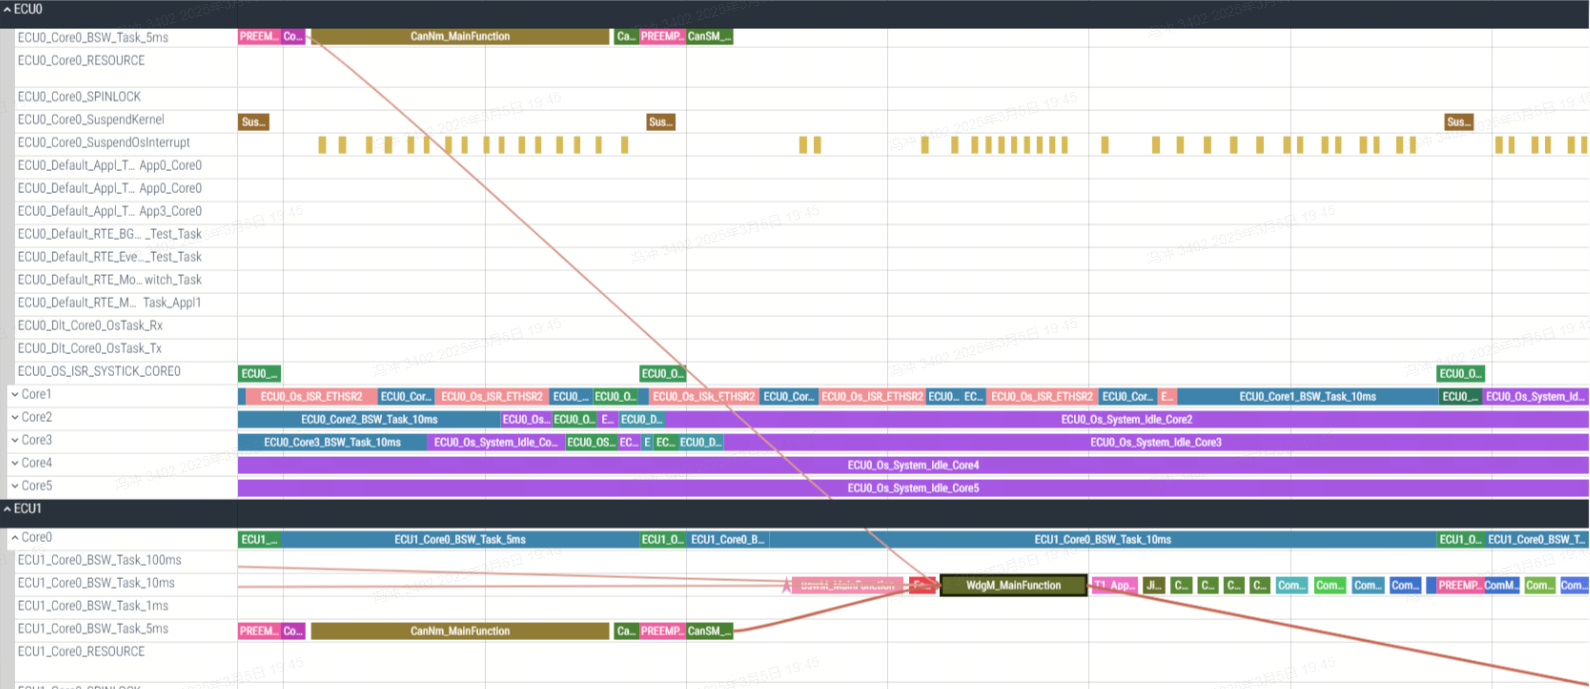 ECU0
ECU0_Core0_BSW_Task_5ms PREEM... Co... CanNm_MainFunction Ca... PREEMP... CanSM_...
ECU0_Core0_RESOURCE
ECU0_Core0_SPINLOCK
ECU0_Core0_SuspendKernel Sus... Sus... Sus...
ECU0_Core0_SuspendOsInterrupt
ECU0_Default_Appl_T... App0_Core0
ECU0_Default_Appl_T... App0_Core0
ECU0_Default_Appl_T... App3_Core0
ECU0_Default_RTE_BG... _Test_Task
ECU0_Default_RTE_Eve..._Test_Task
ECU0_Default_RTE_Mo... witch_Task
ECU0_Default_RTE_M... Task_Appl1
ECU0_Dlt_Core0_OsTask_Rx
ECU0_Dlt_Core0_OsTask_Tx
ECU0_OS_ISR_SYSTICK_CORE0 ECU0_... ECU0_O... ECU0_O...
Core1 ECU0_Os_ISR_ETHSR2 ECU0_Cor... ECU0_Os_ISR_ETHSR2 ECU0_... ECU0_O... ECU0_Os_ISR_ETHSR2 ECU0_Cor... ECU0_Os_ISR_ETHSR2 ECU0... EC... ECU0_Os_ISR_ETHSR2 ECU0_Cor... E... ECU0_Core1_BSW_Task_10ms ECU0_... ECU0_Os_System_Id...
Core2 ECU0_Core2_BSW_Task_10ms ECU0_Os... ECU0_O... E... ECU0_D... ECU0_Os_System_Idle_Core2
Core3 ECU0_Core3_BSW_Task_10ms ECU0_Os_System_Idle_Co... ECU0_OS... EC... E EC... ECU0_D... ECU0_Os_System_Idle_Core3
Core4 ECU0_Os_System_Idle_Core4
Core5 ECU0_Os_System_Idle_Core5
ECU1
Core0 ECU1_... ECU1_Core0_BSW_Task_5ms ECU1_O... ECU1_Core0_B... ECU1_Core0_BSW_Task_10ms ECU1_O... ECU1_Core0_BSW_T...
ECU1_Core0_BSW_Task_100ms
ECU1_Core0_BSW_Task_10ms WdgM_MainFunction T1_App... Ji... C... C... C... C... Com... Com... Com... Com... PREEMP... ComM... Com... Com...
ECU1_Core0_BSW_Task_1ms
ECU1_Core0_BSW_Task_5ms PREEM... Co... CanNm_MainFunction Ca... PREEMP... CanSM_...
ECU1_Core0_RESOURCE